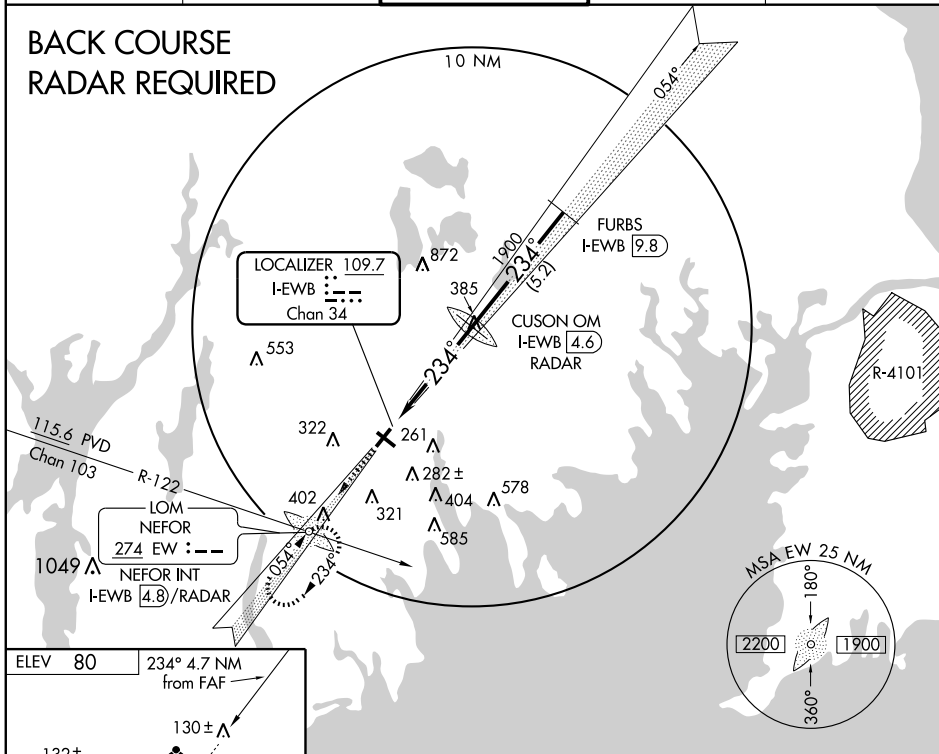 BACK COURSE
RADAR REQUIRED
10 NM
054°
FURBS
I-EWB 9.8
1900
234°
(5.2)
872
LOCALIZER 109.7
I-EWB
Chan 34
385
CUSON OM
I-EWB 4.6
RADAR
234°
553
R-4101
322
261
115.6 PVD
Chan 103
R-122
282 ±
404
578
321
585
402
LOM
NEFOR
274 EW
NEFOR INT
I-EWB 4.8/RADAR
1049
054°
234°
MSA EW 25 NM
180°
2200
1900
360°
ELEV 80
234° 4.7 NM
from FAF
130 ±
132±